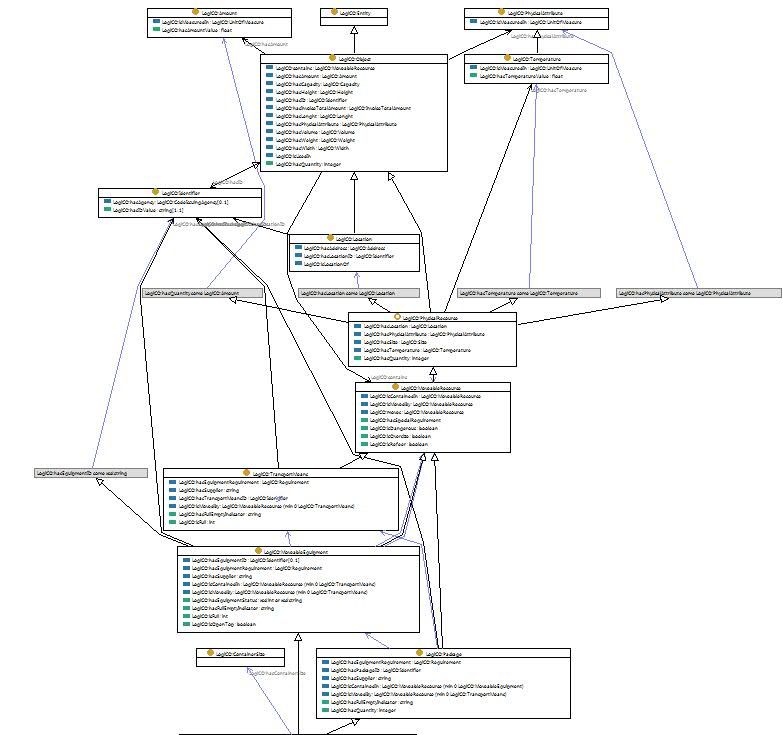 LogiCO:Amount
LogiCO:isMeasuredIn : LogiCO:UnitOfMeasure
LogiCO:hasAmountValue : float
LogiCO:Entity
LogiCO:PhysicalAttribute
LogiCO:isMeasuredIn : LogiCO:UnitOfMeasure
LogiCO:hasAmount
LogiCO:Object
LogiCO:contains : LogiCO:MoveableResource
LogiCO:hasAmount : LogiCO:Amount
LogiCO:hasCapacity : LogiCO:Capacity
LogiCO:hasHeight : LogiCO:Height
LogiCO:hasID : LogiCO:Identifier
LogiCO:hasInvoiceTotalAmount : LogiCO:InvoiceTotalAmount
LogiCO:hasLenght : LogiCO:Lenght
LogiCO:hasPhysicalAttribute : LogiCO:PhysicalAttribute
LogiCO:hasVolume : LogiCO:Volume
LogiCO:hasWeight : LogiCO:Weight
LogiCO:hasWidth : LogiCO:Width
LogiCO:isUsedIn
LogiCO:hasQuantity : integer
LogiCO:Temperature
LogiCO:isMeasuredIn : LogiCO:UnitOfMeasure
LogiCO:hasTemperatureValue : float
LogiCO:hasTemperature
LogiCO:hasID
LogiCO:Identifier
LogiCO:hasAgency : LogiCO:CodeIssuingAgency[0..1]
LogiCO:hasIDValue : string[1..1]
LogiCO:Location
LogiCO:hasAddress : LogiCO:Address
LogiCO:hasLocationID : LogiCO:Identifier
LogiCO:isLocationOf
LogiCO:hasQuantity some LogiCO:Amount
LogiCO:hasLocation some LogiCO:Location
LogiCO:hasTemperature some LogiCO:Temperature
LogiCO:hasPhysicalAttribute some LogiCO:PhysicalAttribute
LogiCO:PhysicalResource
LogiCO:hasLocation : LogiCO:Location
LogiCO:hasPhysicalAttribute : LogiCO:PhysicalAttribute
LogiCO:hasSize : LogiCO:Size
LogiCO:hasTemperature : LogiCO:Temperature
LogiCO:hasQuantity : integer
LogiCO:contains
LogiCO:MoveableResource
LogiCO:isContainedIn : LogiCO:MoveableResource
LogiCO:isMovedBy : LogiCO:MoveableResource
LogiCO:moves : LogiCO:MoveableResource
LogiCO:hasSpecialRequirement
LogiCO:isDangerous : boolean
LogiCO:isOversize : boolean
LogiCO:isReefer : boolean
LogiCO:hasEquipmentID some xsd:string
LogiCO:TransportMeans
LogiCO:hasEquipmentRequirement : LogiCO:Requirement
LogiCO:hasSupplier : string
LogiCO:hasTransportMeansID : LogiCO:Identifier
LogiCO:isMovedBy : LogiCO:MoveableResource (min 0 LogiCO:TransportMeans)
LogiCO:hasFullEmptyIndicator : string
LogiCO:isFull : int
LogiCO:MoveableEquipment
LogiCO:hasEquipmentID : LogiCO:Identifier[0..1]
LogiCO:hasEquipmentRequirement : LogiCO:Requirement
LogiCO:hasSupplier : string
LogiCO:isContainedIn : LogiCO:MoveableResource (min 0 LogiCO:TransportMeans)
LogiCO:isMovedBy : LogiCO:MoveableResource (min 0 LogiCO:TransportMeans)
LogiCO:hasEquipmentStatus : xsd:int or xsd:string
LogiCO:hasFullEmptyIndicator : string
LogiCO:isFull : int
LogiCO:isOpenTop : boolean
LogiCO:ContainerSize
LogiCO:hasContainerSize
LogiCO:Package
LogiCO:hasEquipmentRequirement : LogiCO:Requirement
LogiCO:hasPackageID : LogiCO:Identifier
LogiCO:hasSupplier : string
LogiCO:isContainedIn : LogiCO:MoveableResource (min 0 LogiCO:MoveableEquipment)
LogiCO:isMovedBy : LogiCO:MoveableResource (min 0 LogiCO:TransportMeans)
LogiCO:hasFullEmptyIndicator : string
LogiCO:hasQuantity : integer